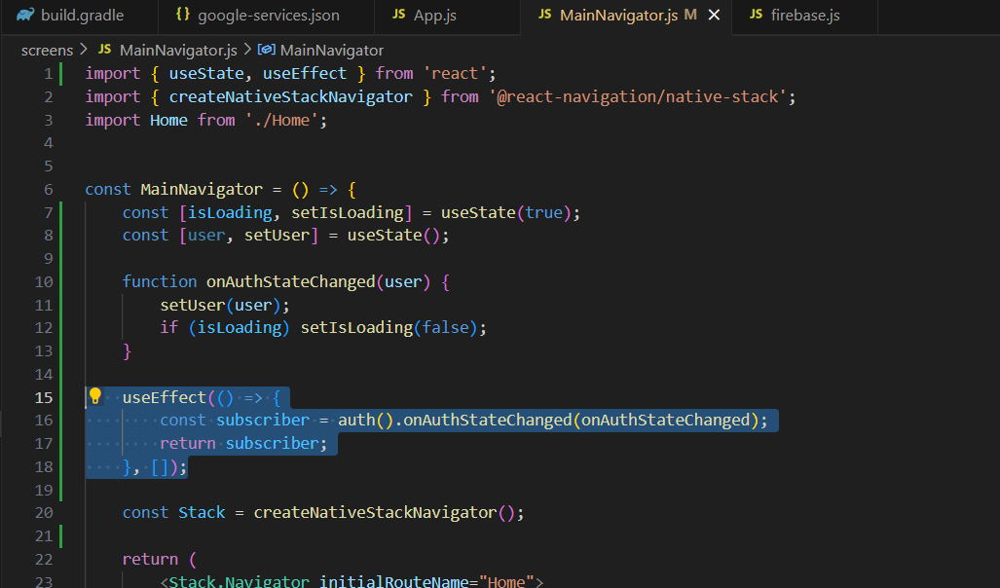 build.gradle {} google-services.json JS App.js JS MainNavigator.js M × JS firebase.js
screens > JS MainNavigator.js > MainNavigator
1 import { useState, useEffect } from 'react';
2 import { createNativeStackNavigator } from '@react-navigation/native-stack';
3 import Home from './Home';
4
5
6 const MainNavigator = () => {
7     const [isLoading, setIsLoading] = useState(true);
8     const [user, setUser] = useState();
9
10     function onAuthStateChanged(user) {
11         setUser(user);
12         if (isLoading) setIsLoading(false);
13     }
14
15     useEffect(() => {
16         const subscriber = auth().onAuthStateChanged(onAuthStateChanged);
17         return subscriber;
18     }, []);
19
20     const Stack = createNativeStackNavigator();
21
22     return (
23         <Stack.Navigator initialRouteName="Home">